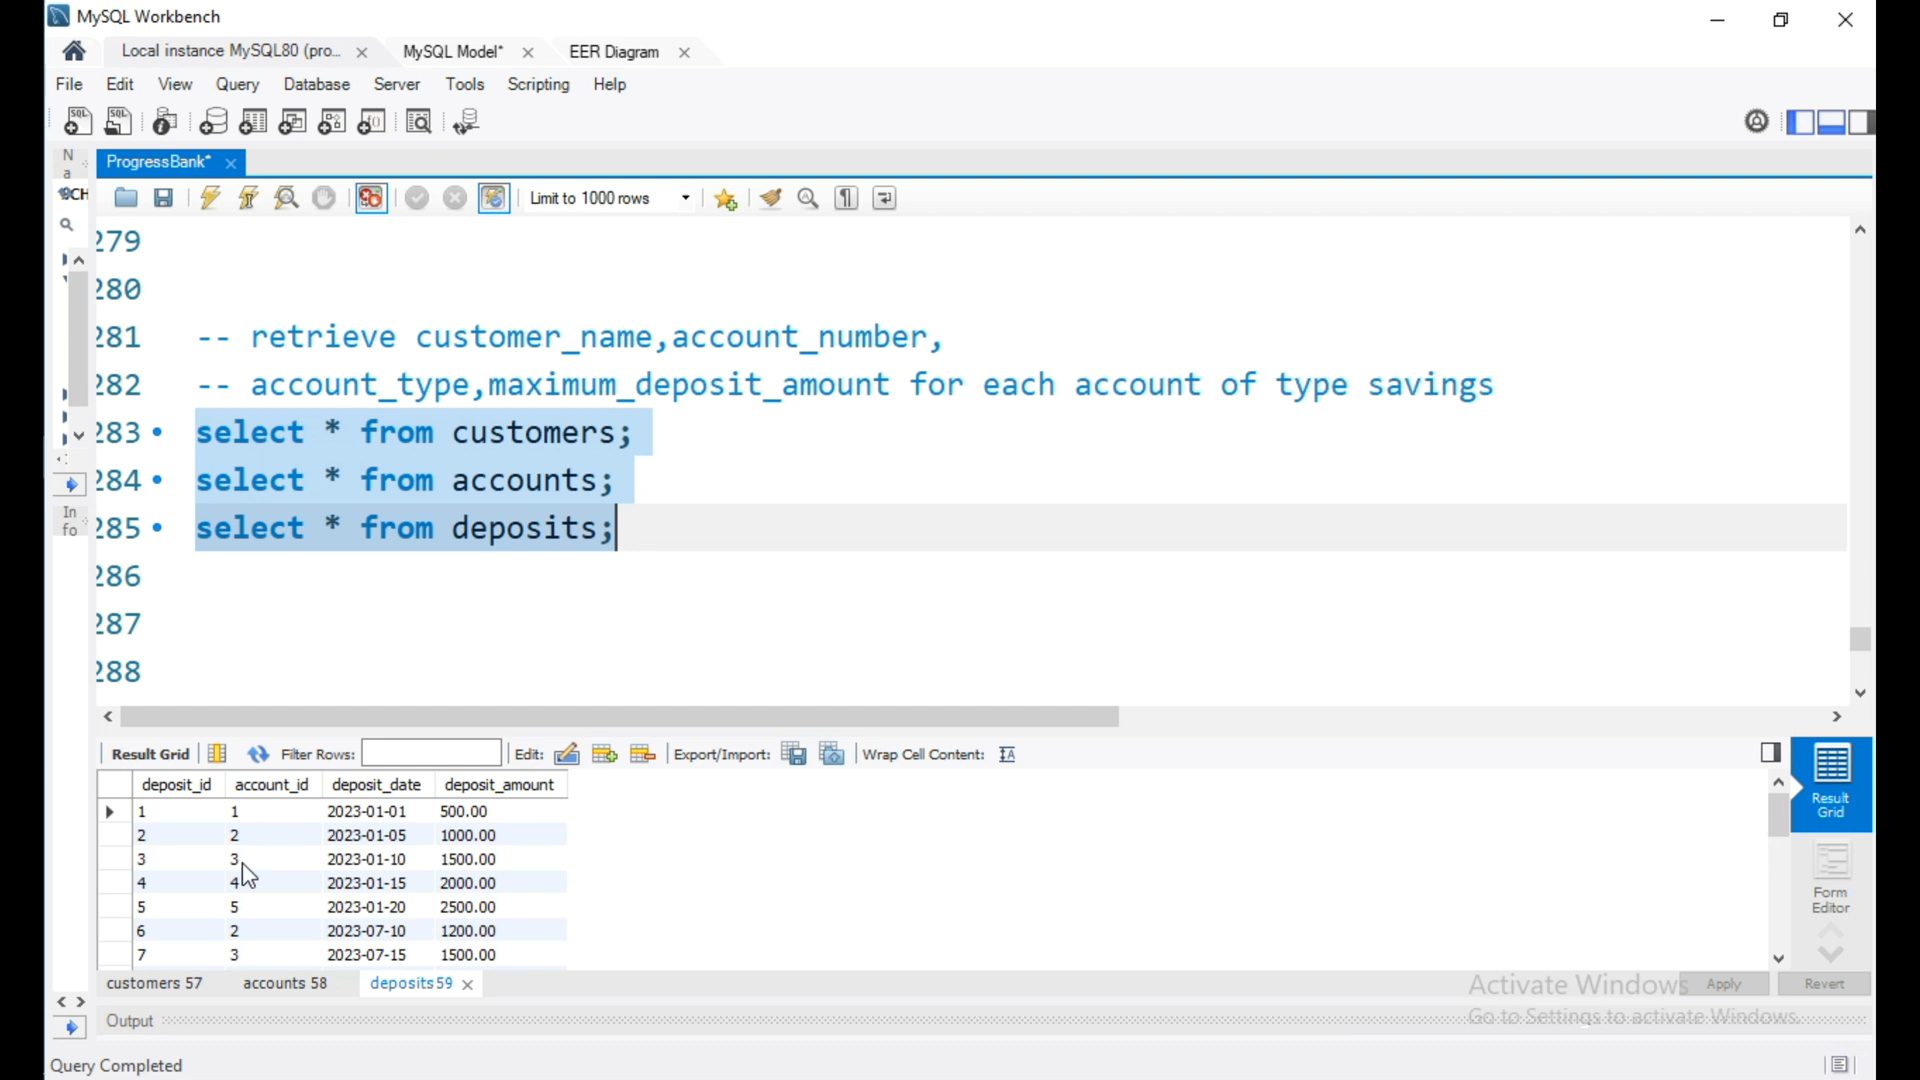 MySQL Workbench
Local instance MySQL80 (pro...
MySQL Model*
EER Diagram
File Edit View Query Database Server Tools Scripting Help
ProgressBank*
Limit to 1000 rows
279
280
281 -- retrieve customer_name,account_number,
282 -- account_type,maximum_deposit_amount for each account of type savings
283 select * from customers;
284 select * from accounts;
285 select * from deposits;
286
287
288
Result Grid Filter Rows: Edit: Export/Import: Wrap Cell Content:
deposit_id account_id deposit_date deposit_amount
1 1 2023-01-01 500.00
2 2 2023-01-05 1000.00
3 3 2023-01-10 1500.00
4 4 2023-01-15 2000.00
5 5 2023-01-20 2500.00
6 2 2023-07-10 1200.00
7 3 2023-07-15 1500.00
Result
Grid
Form
Editor
customers 57 accounts 58 deposits 59
Activate Windows
Apply Revert
Go to Settings to activate Windows.
Output
Query Completed
N
a
SCH
In
fo